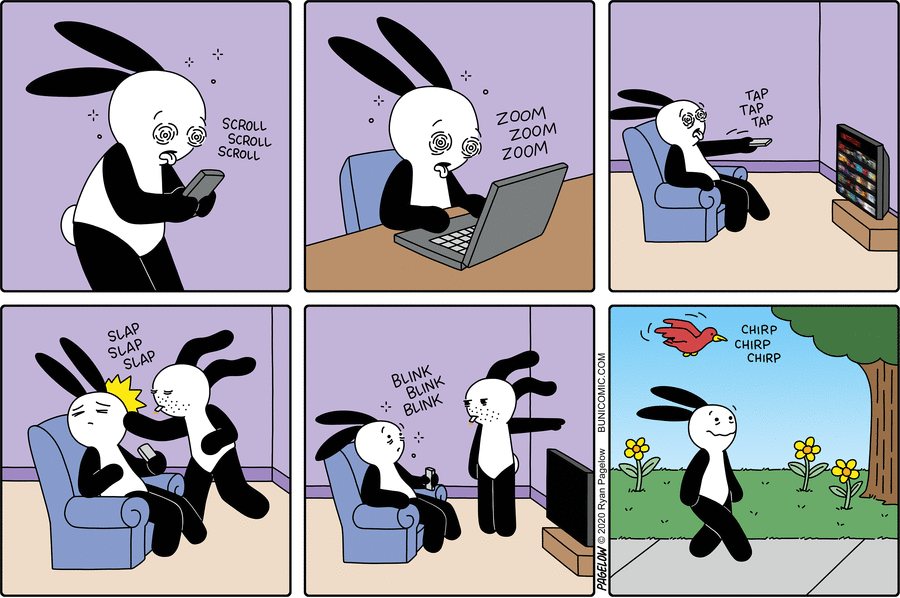 SCROLL
SCROLL
SCROLL
ZOOM
ZOOM
ZOOM
TAP
TAP
TAP
SLAP
SLAP
SLAP
BLINK
BLINK
BLINK
PAGELOW © 2020 Ryan Pagelow BUNICOMIC.COM
CHIRP
CHIRP
CHIRP